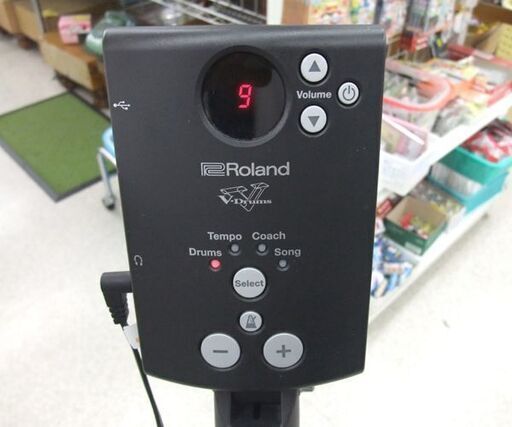 9
Volume
Roland
V-Drums
Tempo Coach
Drums Song
Select